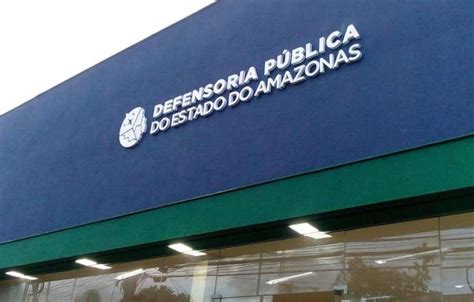 DEFENSORIA PÚBLICA
DO ESTADO DO AMAZONAS